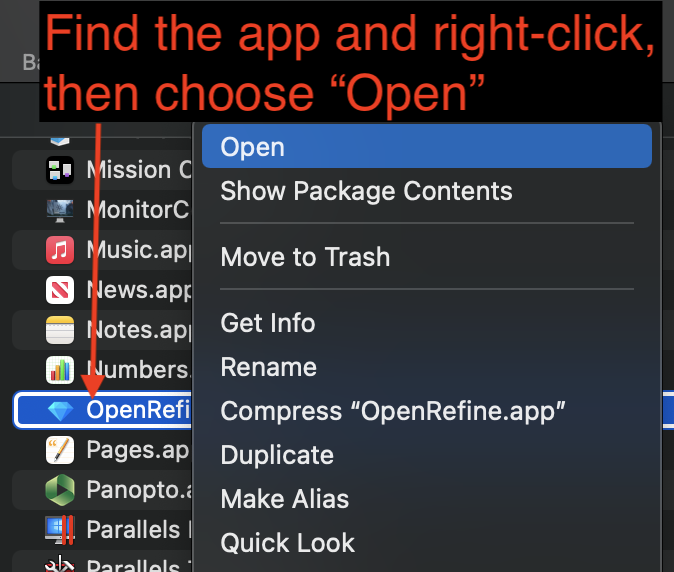 Find the app and right-click,
then choose “Open”
Ba
Open
Show Package Contents
Move to Trash
Get Info
Rename
Compress “OpenRefine.app”
Duplicate
Make Alias
Quick Look
Mission C
MonitorC
Music.app
News.app
Notes.app
Numbers.
OpenRefi
Pages.ap
Panopto.a
Parallels
Parallels